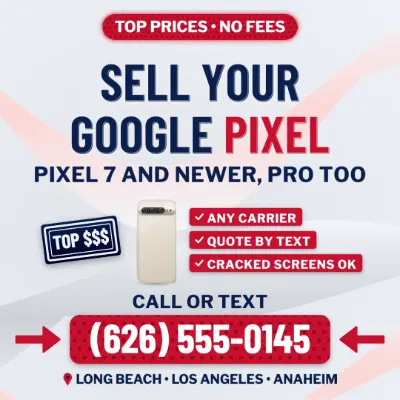 TOP PRICES • NO FEES
SELL YOUR
GOOGLE PIXEL
PIXEL 7 AND NEWER, PRO TOO
TOP $$$
✓ ANY CARRIER
✓ QUOTE BY TEXT
✓ CRACKED SCREENS OK
CALL OR TEXT
(626) 555-0145
LONG BEACH • LOS ANGELES • ANAHEIM